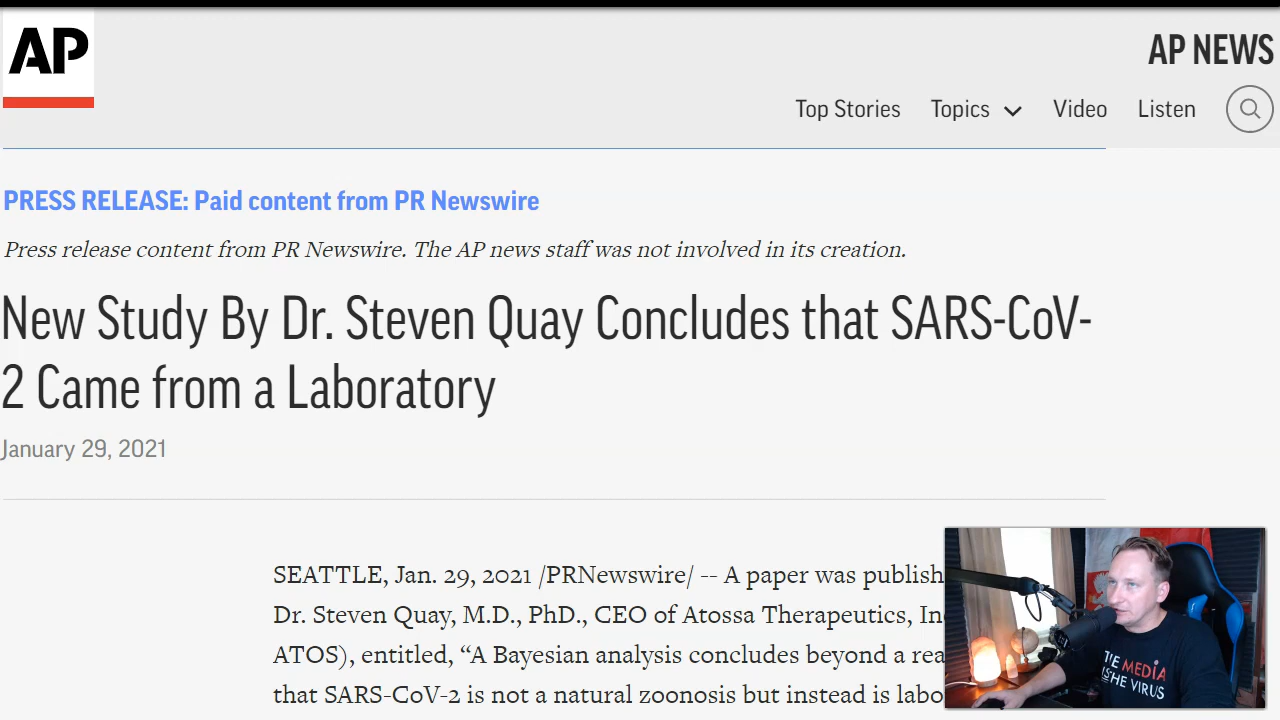 AP
AP NEWS
Top Stories Topics Video Listen
PRESS RELEASE: Paid content from PR Newswire
Press release content from PR Newswire. The AP news staff was not involved in its creation.
New Study By Dr. Steven Quay Concludes that SARS-CoV-
2 Came from a Laboratory
January 29, 2021
SEATTLE, Jan. 29, 2021 /PRNewswire/ -- A paper was publish
Dr. Steven Quay, M.D., PhD., CEO of Atossa Therapeutics, In
ATOS), entitled, “A Bayesian analysis concludes beyond a rea
that SARS-CoV-2 is not a natural zoonosis but instead is labo
THE MEDIA
IS THE VIRUS